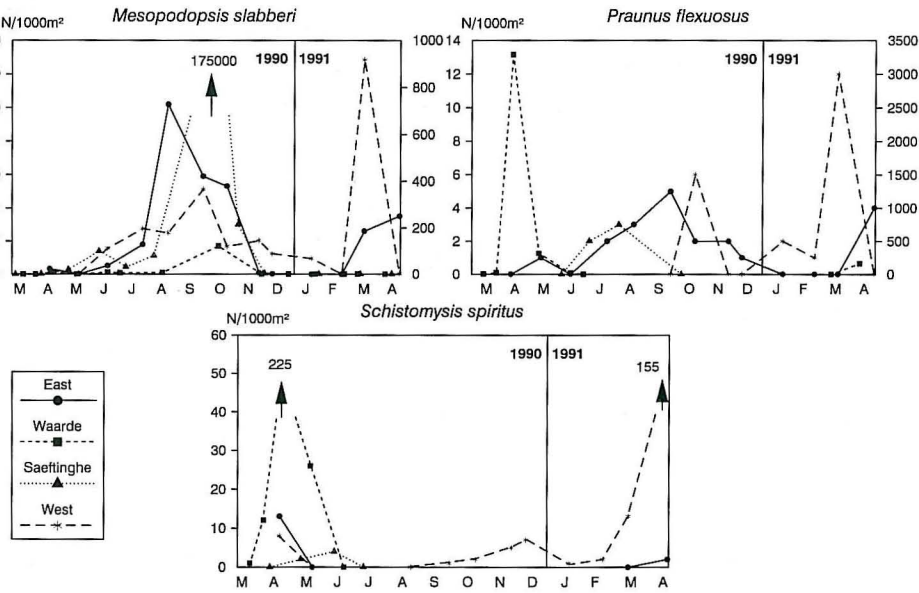 N/1000m² Mesopodopsis slabberi
175000 1990 1991
1000
800
600
400
200
0
M A M J J A S O N D J F M A
N/1000m² Praunus flexuosus
1990 1991
14
12
10
8
6
4
2
0
3500
3000
2500
2000
1500
1000
500
0
M A M J J A S O N D J F M A
N/1000m² Schistomysis spiritus
225 1990 1991 155
60
50
40
30
20
10
0
M A M J J A S O N D J F M A
East
Waarde
Saeftinghe
West